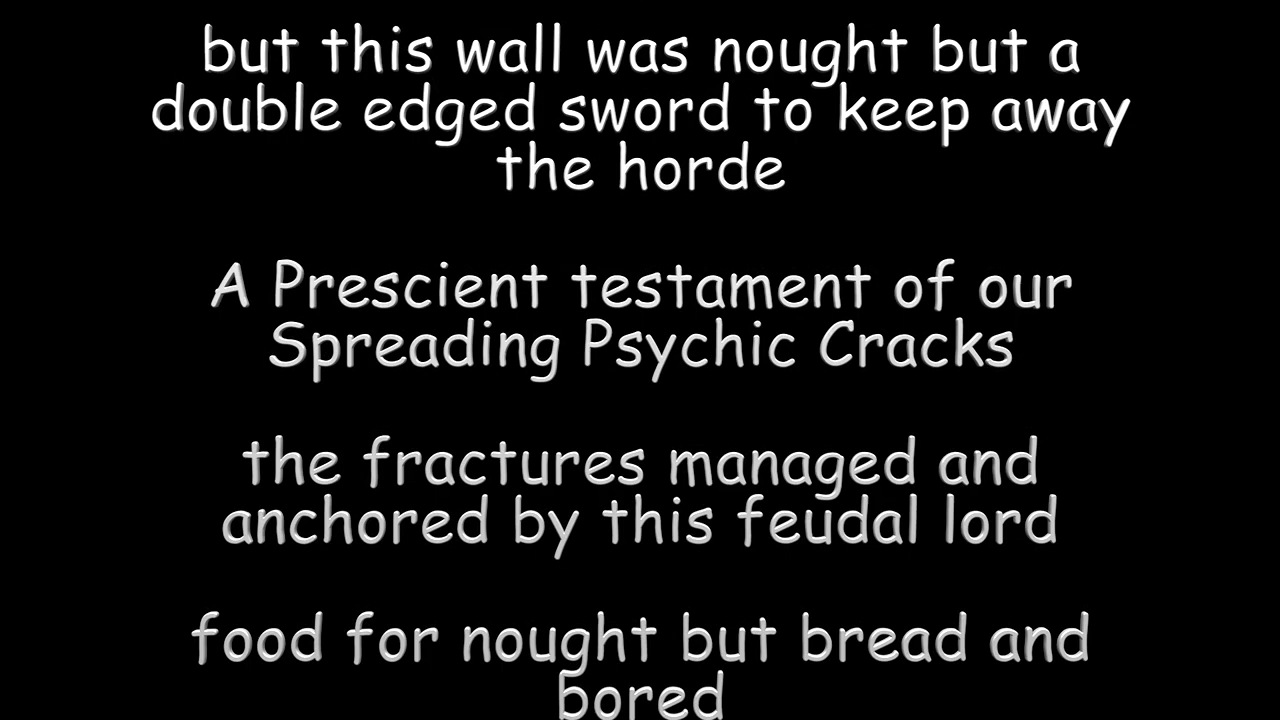 but this wall was nought but a
double edged sword to keep away
the horde
A Prescient testament of our
Spreading Psychic Cracks
the fractures managed and
anchored by this feudal lord
food for nought but bread and
bored